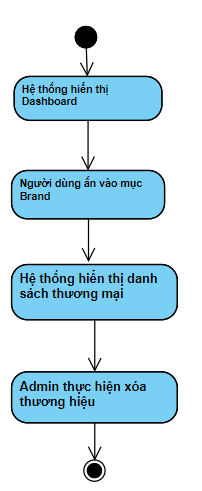 Hệ thống hiển thị
Dashboard
Người dùng ấn vào mục
Brand
Hệ thống hiển thị danh
sách thương mại
Admin thực hiện xóa
thương hiệu